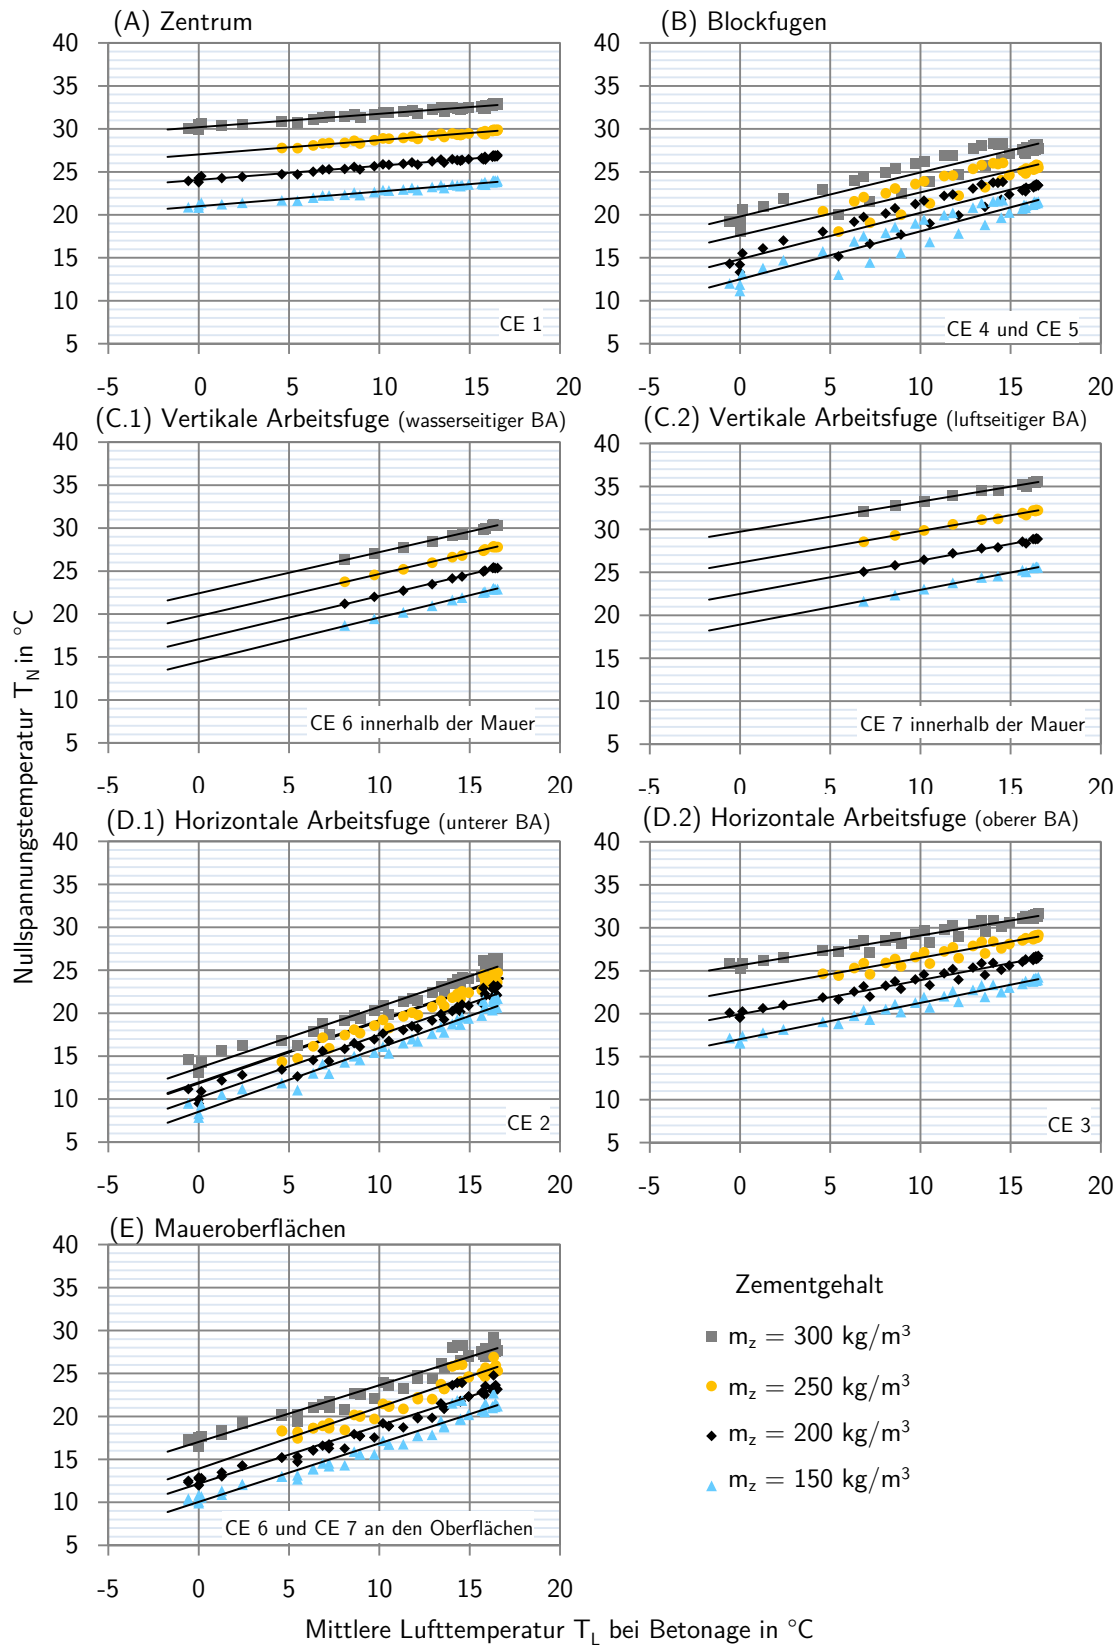 (A) Zentrum
40
35
30
25
20
15
10
5
CE 1
-5 0 5 10 15 20
(B) Blockfugen
40
35
30
25
20
15
10
5
CE 4 und CE 5
-5 0 5 10 15 20
(C.1) Vertikale Arbeitsfuge (wasserseitiger BA)
40
35
30
25
20
15
10
5
CE 6 innerhalb der Mauer
-5 0 5 10 15 20
(C.2) Vertikale Arbeitsfuge (luftseitiger BA)
40
35
30
25
20
15
10
5
CE 7 innerhalb der Mauer
-5 0 5 10 15 20
Nullspannungstemperatur T_N in °C
(D.1) Horizontale Arbeitsfuge (unterer BA)
40
35
30
25
20
15
10
5
CE 2
-5 0 5 10 15 20
(D.2) Horizontale Arbeitsfuge (oberer BA)
40
35
30
25
20
15
10
5
CE 3
-5 0 5 10 15 20
(E) Maueroberflächen
40
35
30
25
20
15
10
5
CE 6 und CE 7 an den Oberflächen
-5 0 5 10 15 20
Zementgehalt
m_z = 300 kg/m³
m_z = 250 kg/m³
m_z = 200 kg/m³
m_z = 150 kg/m³
Mittlere Lufttemperatur T_L bei Betonage in °C